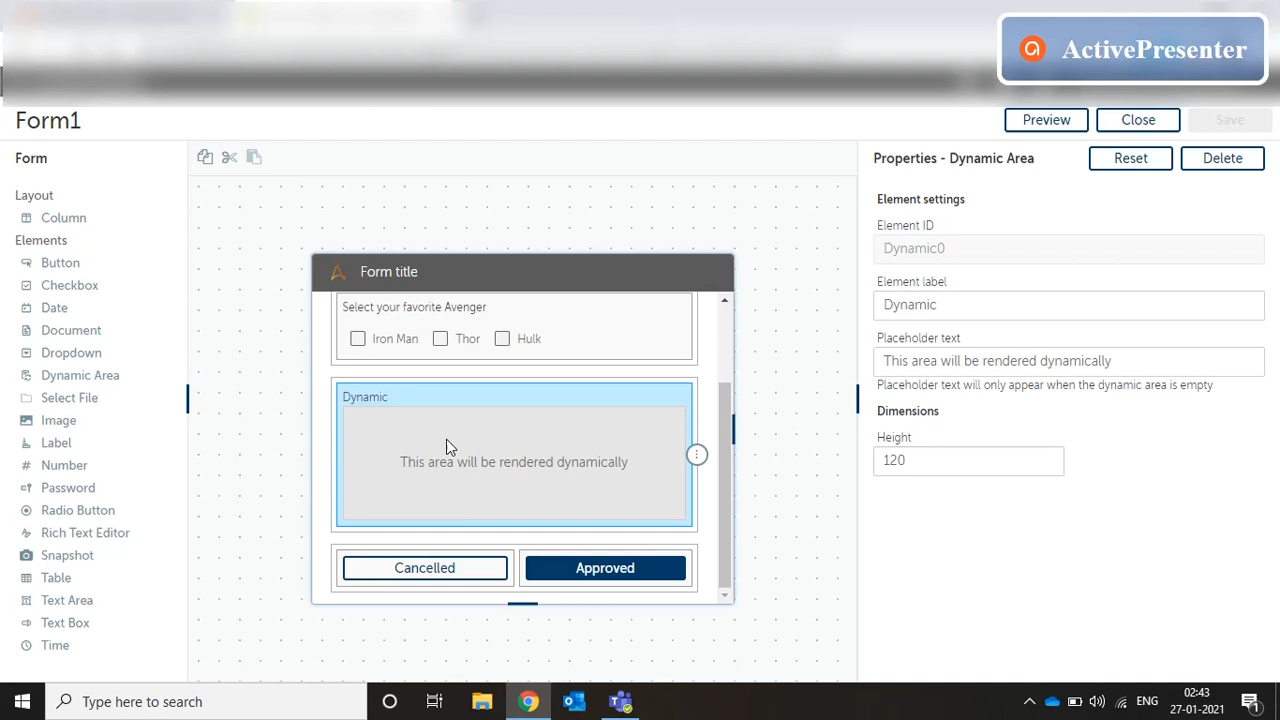 ActivePresenter
Form1
Preview
Close
Save
Form
Layout
Column
Elements
Button
Checkbox
Date
Document
Dropdown
Dynamic Area
Select File
Image
Label
Number
Password
Radio Button
Rich Text Editor
Snapshot
Table
Text Area
Text Box
Time
Form title
Select your favorite Avenger
Iron Man
Thor
Hulk
Dynamic
This area will be rendered dynamically
Cancelled
Approved
Properties - Dynamic Area
Reset
Delete
Element settings
Element ID
Dynamic0
Element label
Dynamic
Placeholder text
This area will be rendered dynamically
Placeholder text will only appear when the dynamic area is empty
Dimensions
Height
120
Type here to search
ENG
02:43
27-01-2021
1